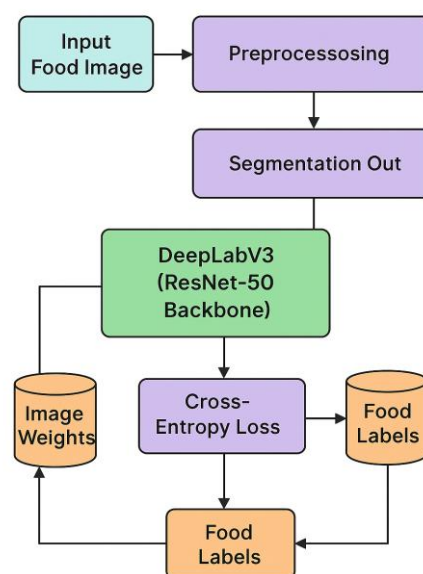 Input
Food Image
Preprocessosing
Segmentation Out
DeepLabV3
(ResNet-50
Backbone)
Image
Weights
Cross-
Entropy Loss
Food
Labels
Food
Labels